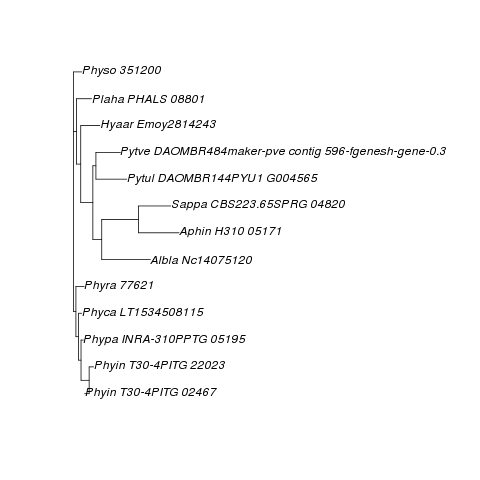 Physo 351200
Plaha PHALS 08801
Hyaar Emoy2814243
Pytve DAOMBR484maker-pve contig 596-fgenesh-gene-0.3
Pytul DAOMBR144PYU1 G004565
Sappa CBS223.65SPRG 04820
Aphin H310 05171
Albla Nc14075120
Phyra 77621
Phyca LT1534508115
Phypa INRA-310PPTG 05195
Phyin T30-4PITG 22023
Phyin T30-4PITG 02467